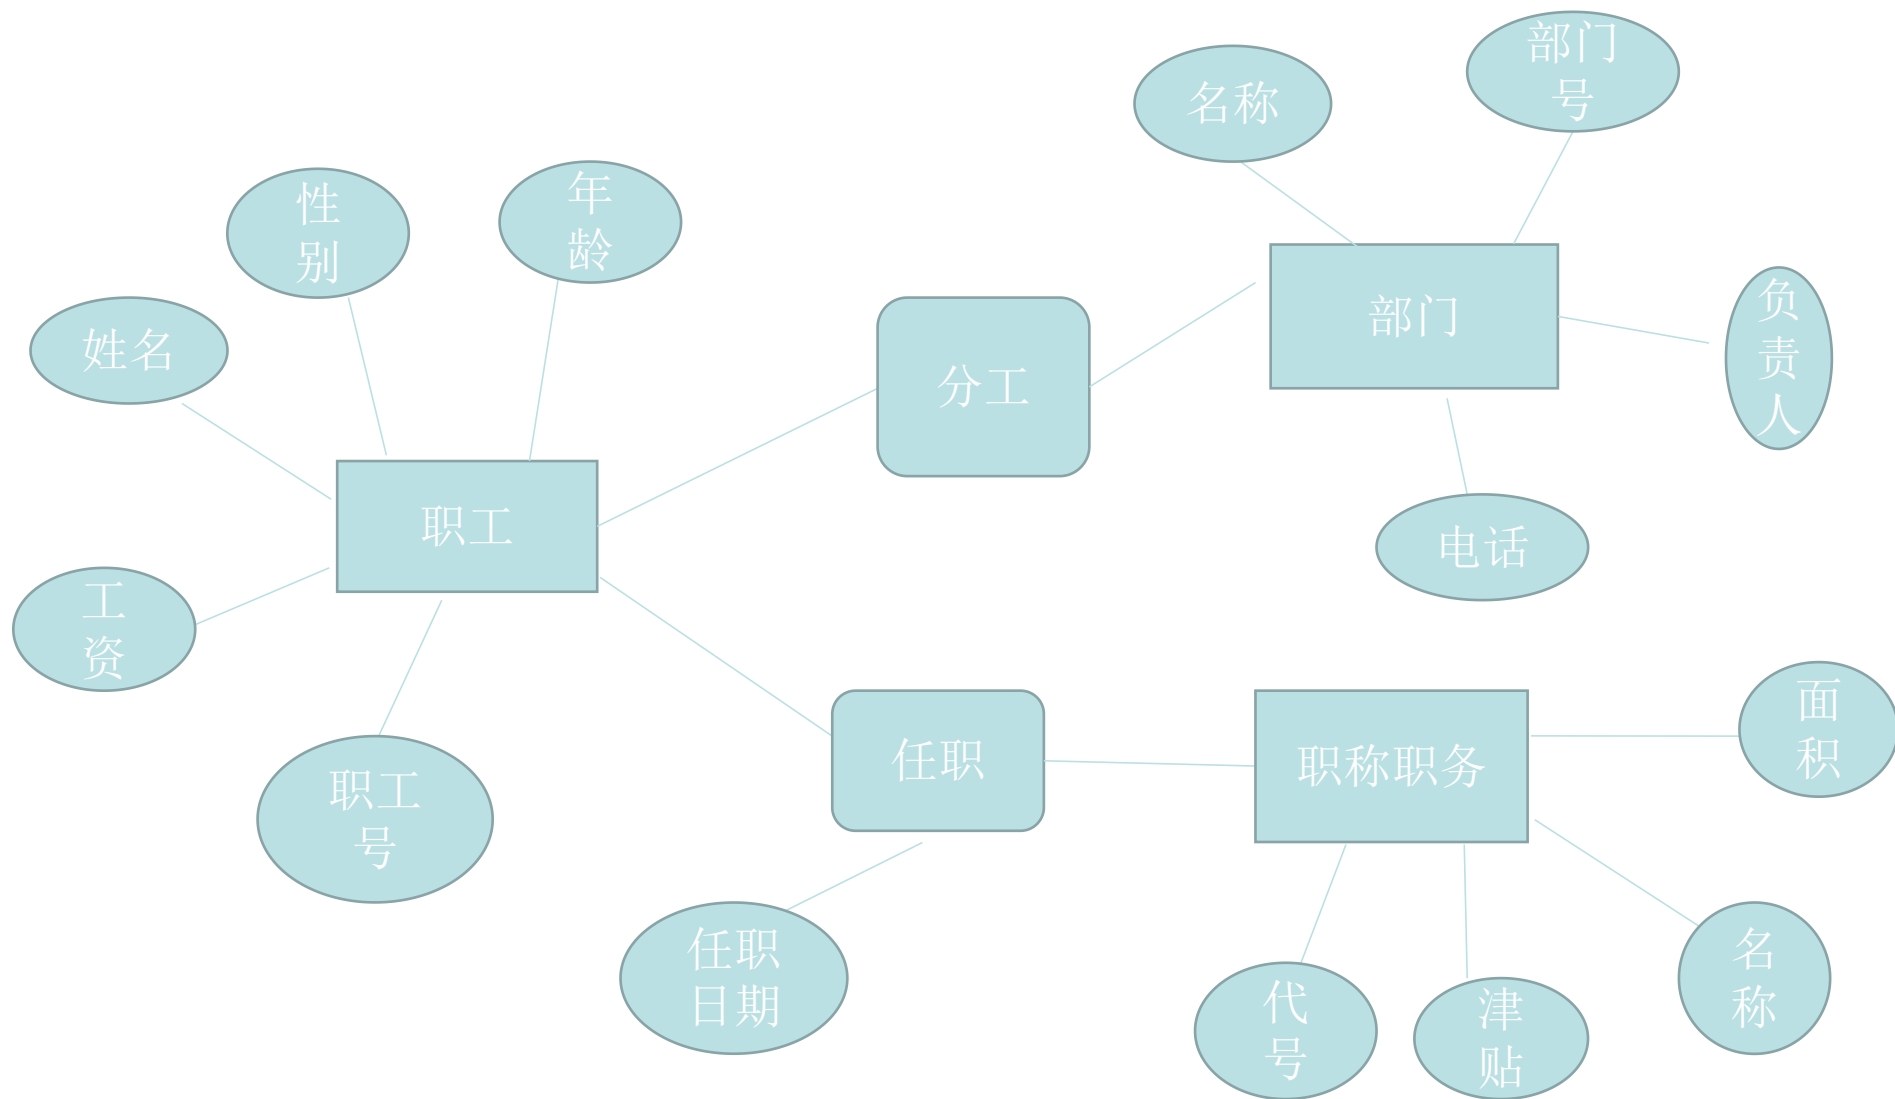 部门
号
名称
性
别
年
龄
姓名
部门
负
责
人
分工
职工
电话
工
资
面
积
任职
职称职务
职工
号
任职
日期
名
称
代
号
津
贴